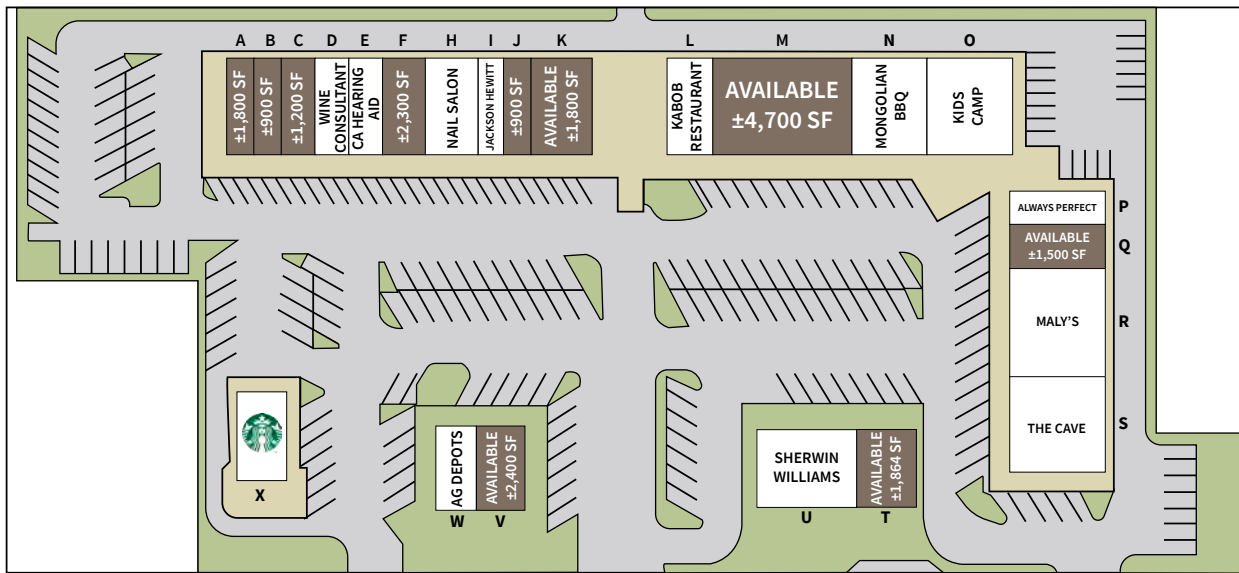 A B C D E F H I J K L M N O
±1,800 SF
±900 SF
±1,200 SF
WINE
CONSULTANT
CA HEARING
AID
±2,300 SF
NAIL SALON
JACKSON HEWITT
±900 SF
AVAILABLE
±1,800 SF
KABOB
RESTAURANT
AVAILABLE
±4,700 SF
MONGOLIAN
BBQ
KIDS
CAMP
ALWAYS PERFECT
P
AVAILABLE
±1,500 SF
Q
MALY'S
R
THE CAVE
S
X
AG DEPOTS
AVAILABLE
±2,400 SF
W V
SHERWIN
WILLIAMS
AVAILABLE
±1,864 SF
U T